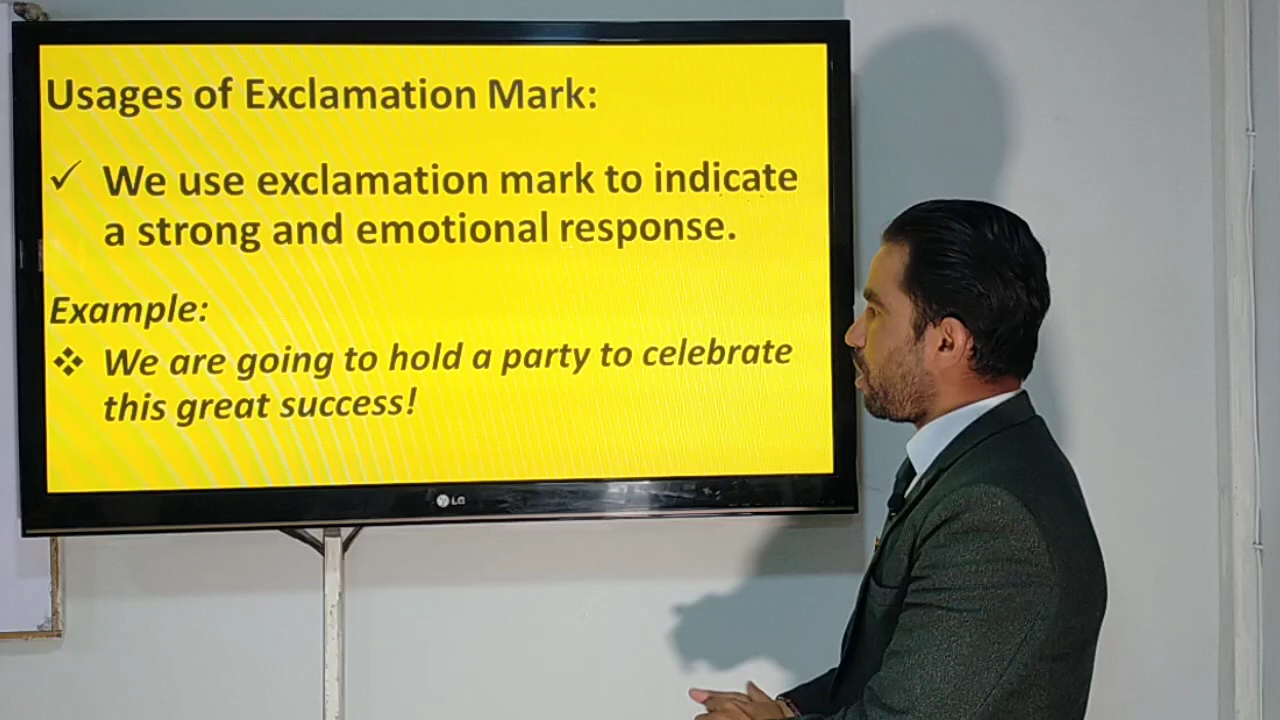 Usages of Exclamation Mark:
✓ We use exclamation mark to indicate
a strong and emotional response.
Example:
❖ We are going to hold a party to celebrate
this great success!
LG